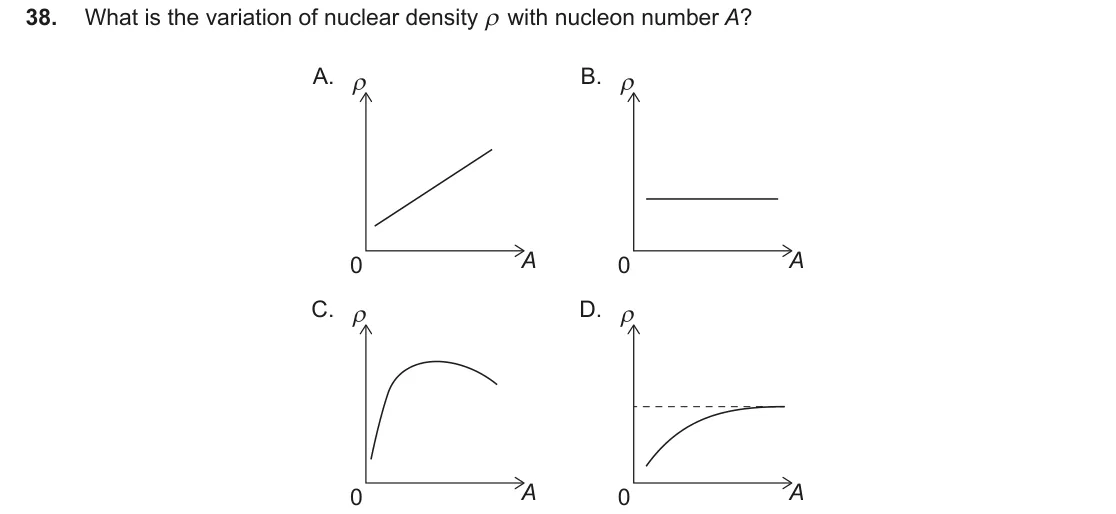 38. What is the variation of nuclear density ρ with nucleon number A?
A. ρ
B. ρ
0 A
0 A
C. ρ
D. ρ
0 A
0 A